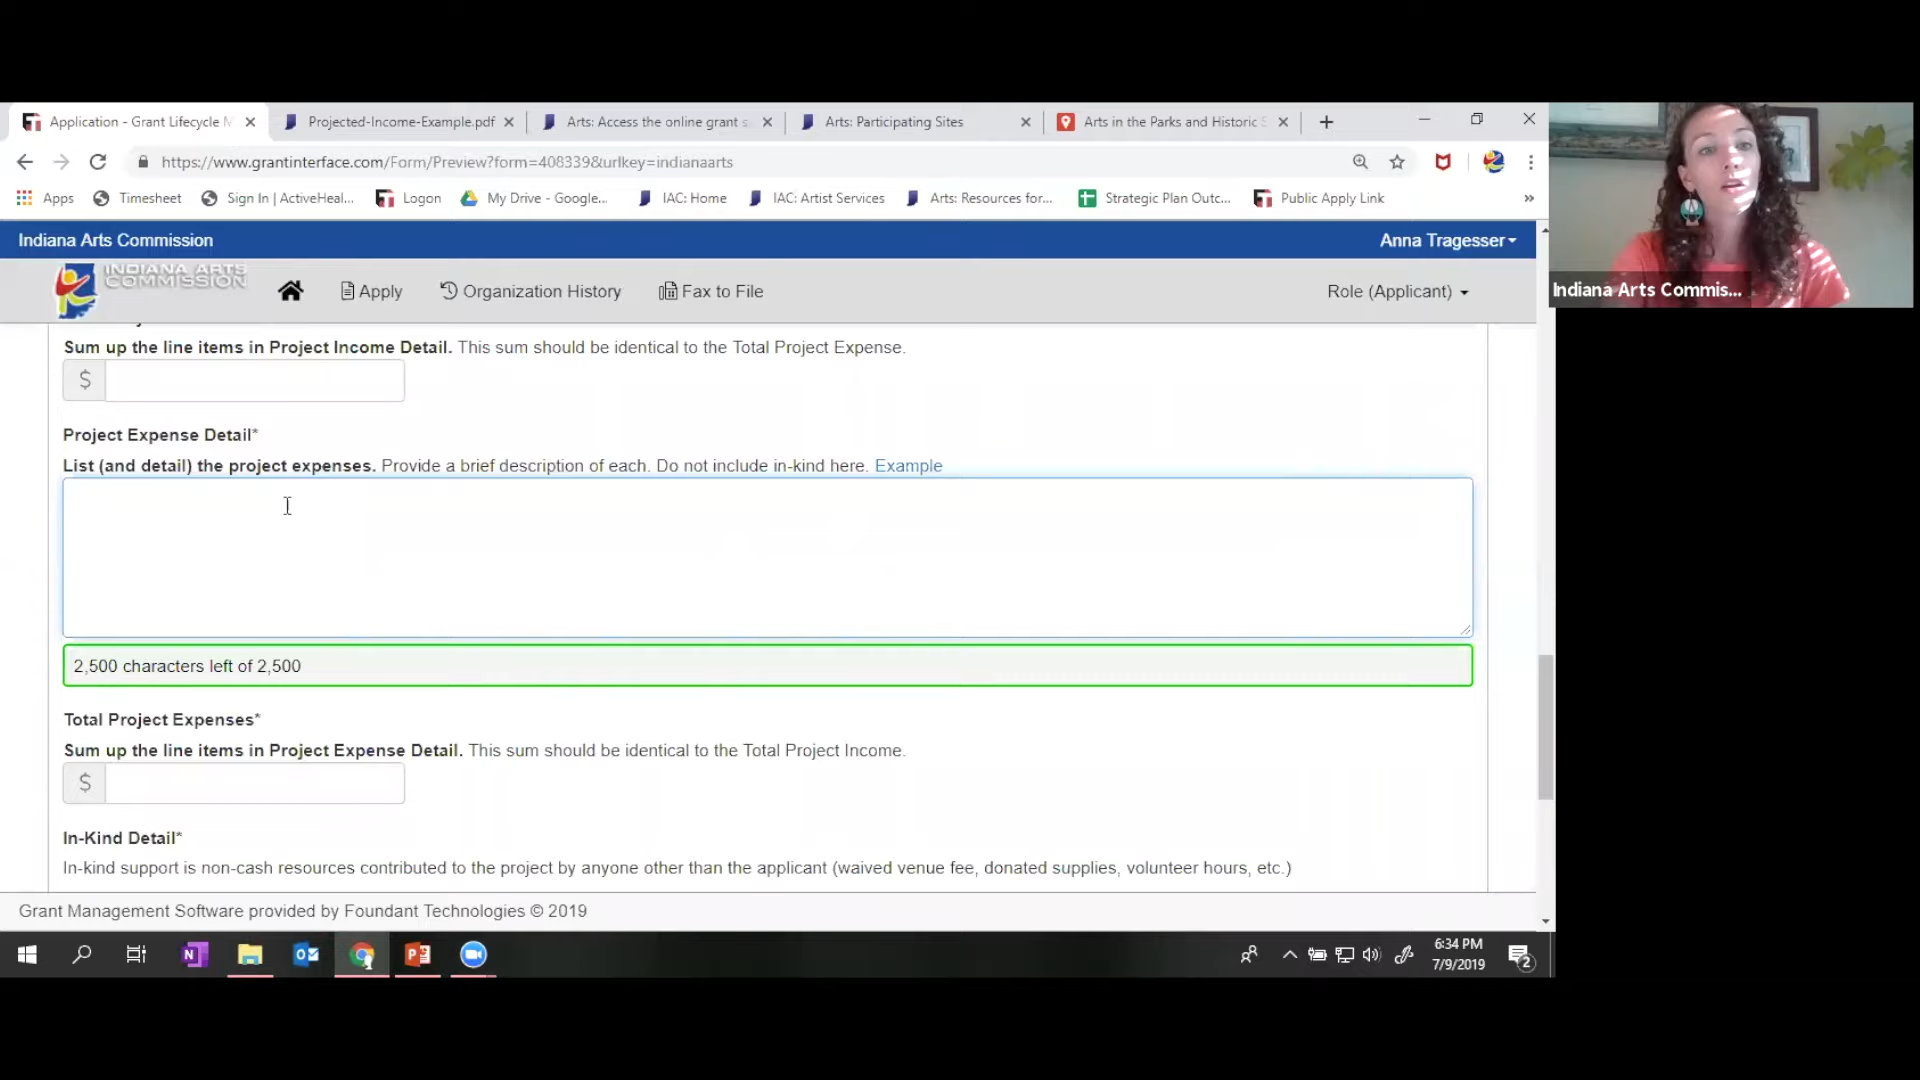 Application - Grant Lifecycle M
Projected-Income-Example.pdf
Arts: Access the online grant s
Arts: Participating Sites
Arts in the Parks and Historic S
https://www.grantinterface.com/Form/Preview?form=408339&urlkey=indianaarts
Apps
Timesheet
Sign In | ActiveHeal...
Logon
My Drive - Google...
IAC: Home
IAC: Artist Services
Arts: Resources for...
Strategic Plan Outc...
Public Apply Link
»
Indiana Arts Commission
Anna Tragesser
INDIANA ARTS
COMMISSION
Apply
Organization History
Fax to File
Role (Applicant)
Indiana Arts Commis...
Sum up the line items in Project Income Detail. This sum should be identical to the Total Project Expense.
$
Project Expense Detail*
List (and detail) the project expenses. Provide a brief description of each. Do not include in-kind here. Example
2,500 characters left of 2,500
Total Project Expenses*
Sum up the line items in Project Expense Detail. This sum should be identical to the Total Project Income.
$
In-Kind Detail*
In-kind support is non-cash resources contributed to the project by anyone other than the applicant (waived venue fee, donated supplies, volunteer hours, etc.)
Grant Management Software provided by Foundant Technologies © 2019
6:34 PM
7/9/2019
2